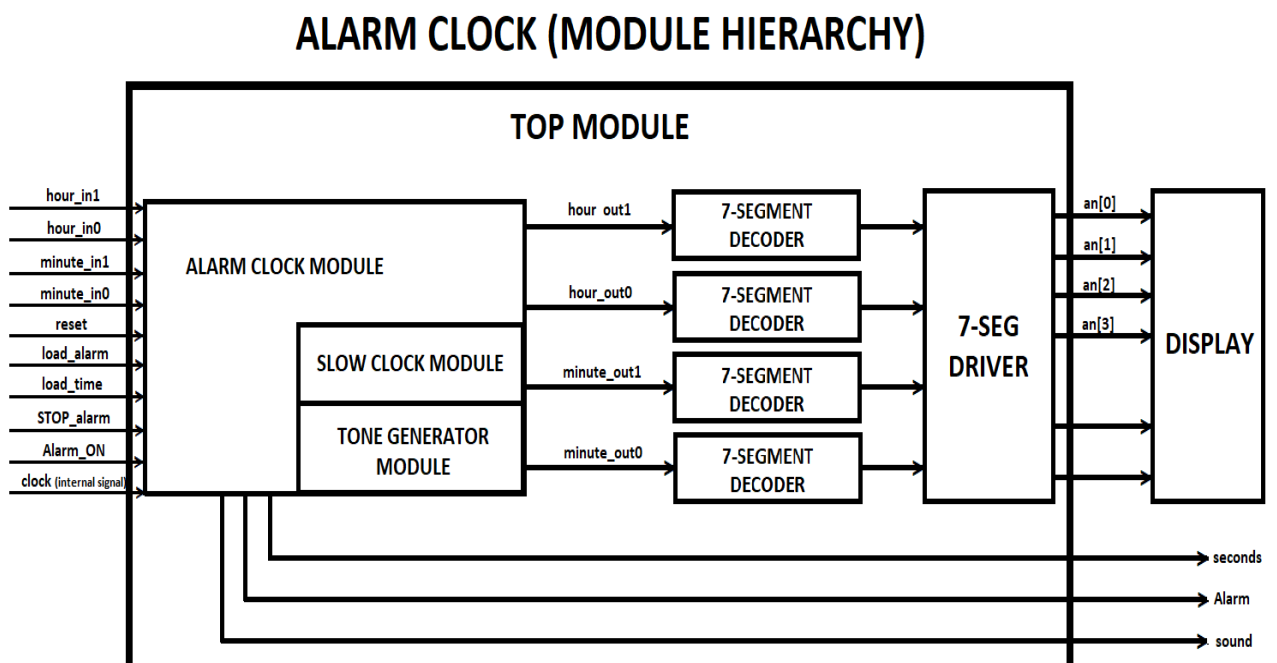 ALARM CLOCK (MODULE HIERARCHY)
TOP MODULE
hour_in1
hour_in0
minute_in1
minute_in0
reset
load_alarm
load_time
STOP_alarm
Alarm_ON
clock (internal signal)
ALARM CLOCK MODULE
SLOW CLOCK MODULE
TONE GENERATOR
MODULE
hour out1
hour_out0
minute_out1
minute_out0
7-SEGMENT
DECODER
7-SEGMENT
DECODER
7-SEGMENT
DECODER
7-SEGMENT
DECODER
7-SEG
DRIVER
an[0]
an[1]
an[2]
an[3]
DISPLAY
seconds
Alarm
sound